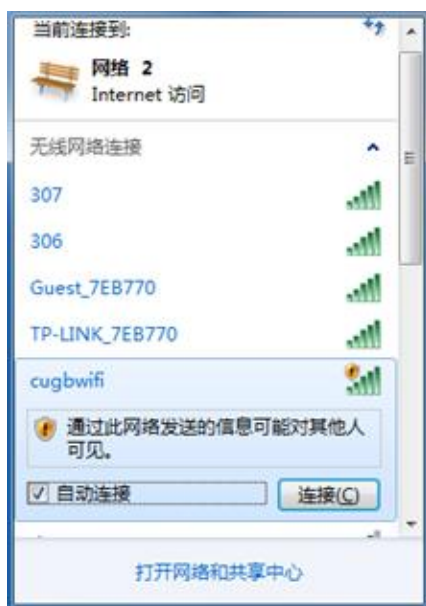 当前连接到:
网络 2
Internet 访问
无线网络连接
307
306
Guest_7EB770
TP-LINK_7EB770
cugbwifi
通过此网络发送的信息可能对其他人
可见。
自动连接
连接(C)
打开网络和共享中心